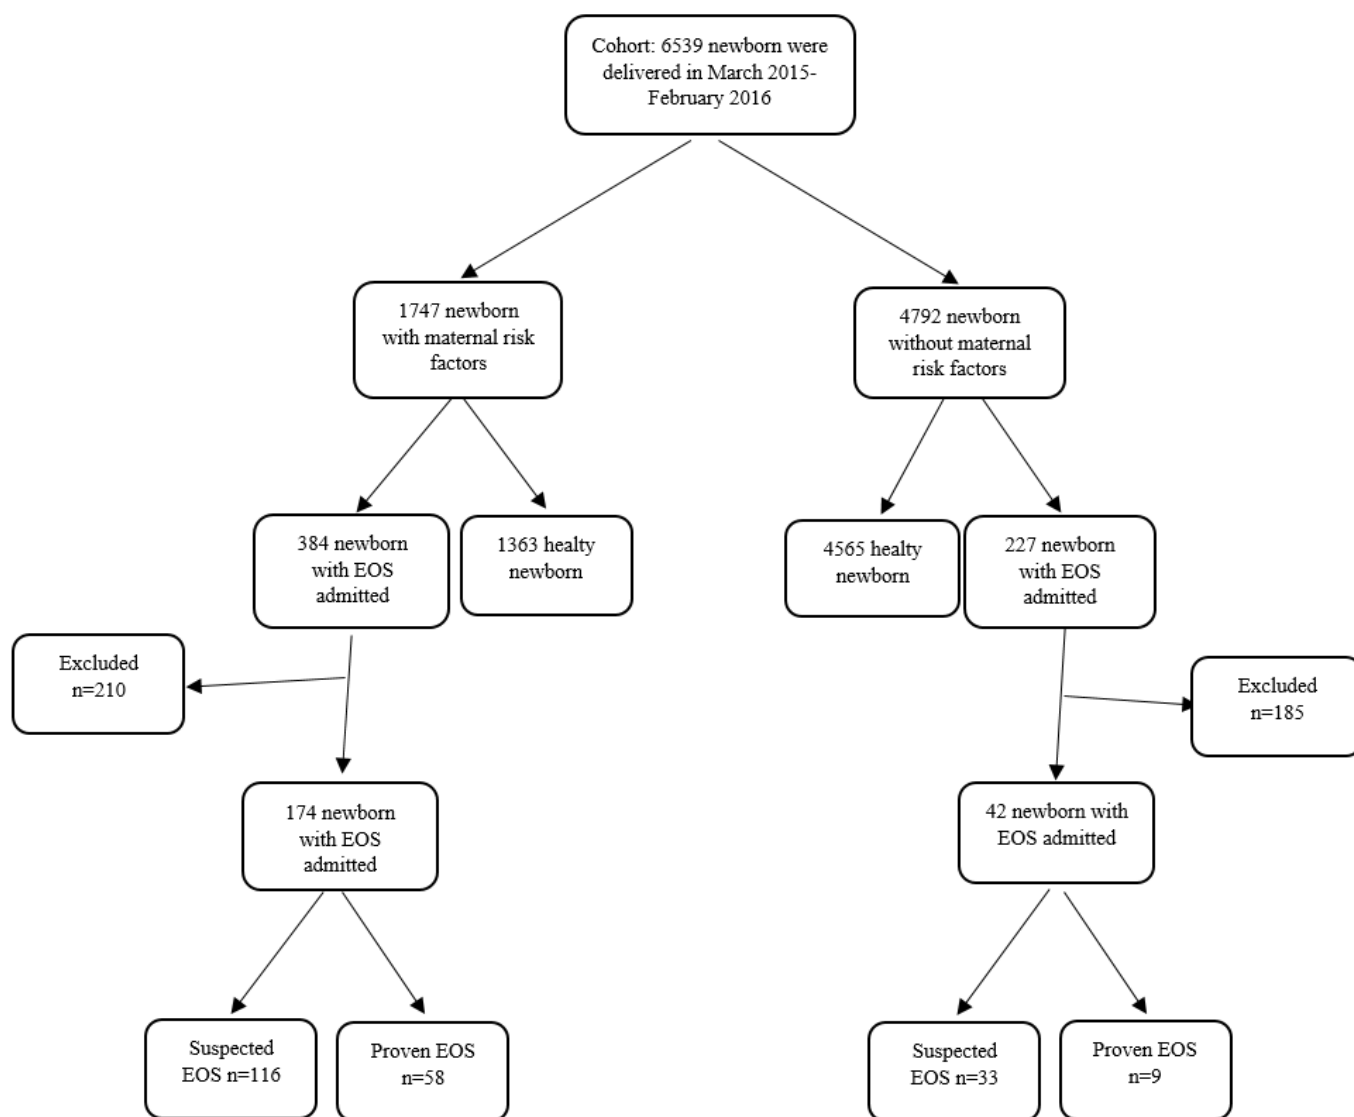 Cohort: 6539 newborn were
delivered in March 2015-
February 2016
1747 newborn
with maternal risk
factors
4792 newborn
without maternal
risk factors
384 newborn
with EOS
admitted
1363 healty
newborn
4565 healty
newborn
227 newborn
with EOS
admitted
Excluded
n=210
Excluded
n=185
174 newborn
with EOS
admitted
42 newborn with
EOS admitted
Suspected
EOS n=116
Proven EOS
n=58
Suspected
EOS n=33
Proven EOS
n=9